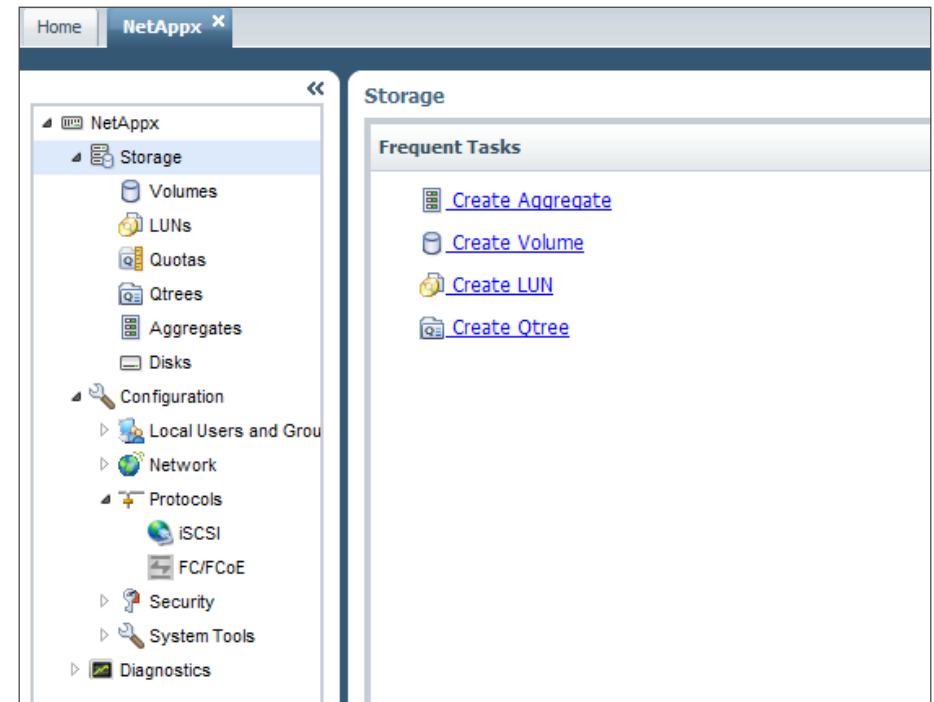 Home
NetAppx
Storage
Frequent Tasks
Create Aggregate
Create Volume
Create LUN
Create Qtree
NetAppx
Storage
Volumes
LUNs
Quotas
Qtrees
Aggregates
Disks
Configuration
Local Users and Grou
Network
Protocols
iSCSI
FC/FCoE
Security
System Tools
Diagnostics